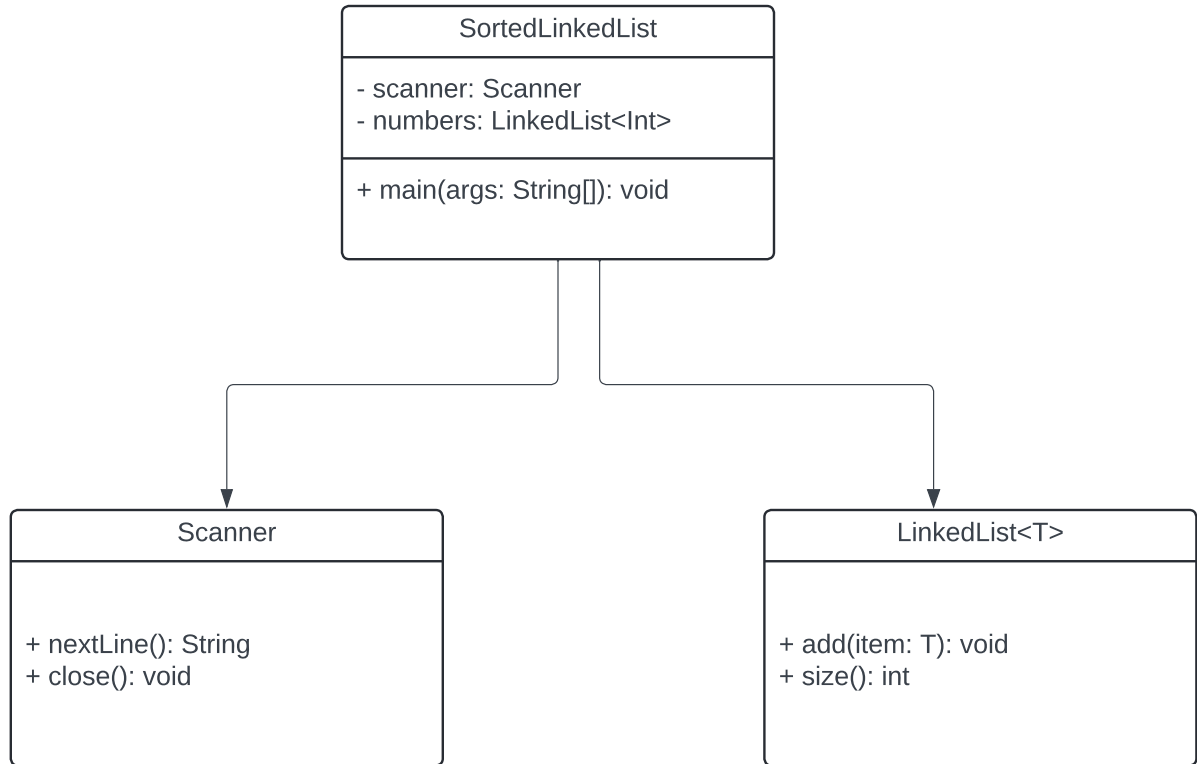 SortedLinkedList
- scanner: Scanner
- numbers: LinkedList<Int>
+ main(args: String[]): void
Scanner
+ nextLine(): String
+ close(): void
LinkedList<T>
+ add(item: T): void
+ size(): int